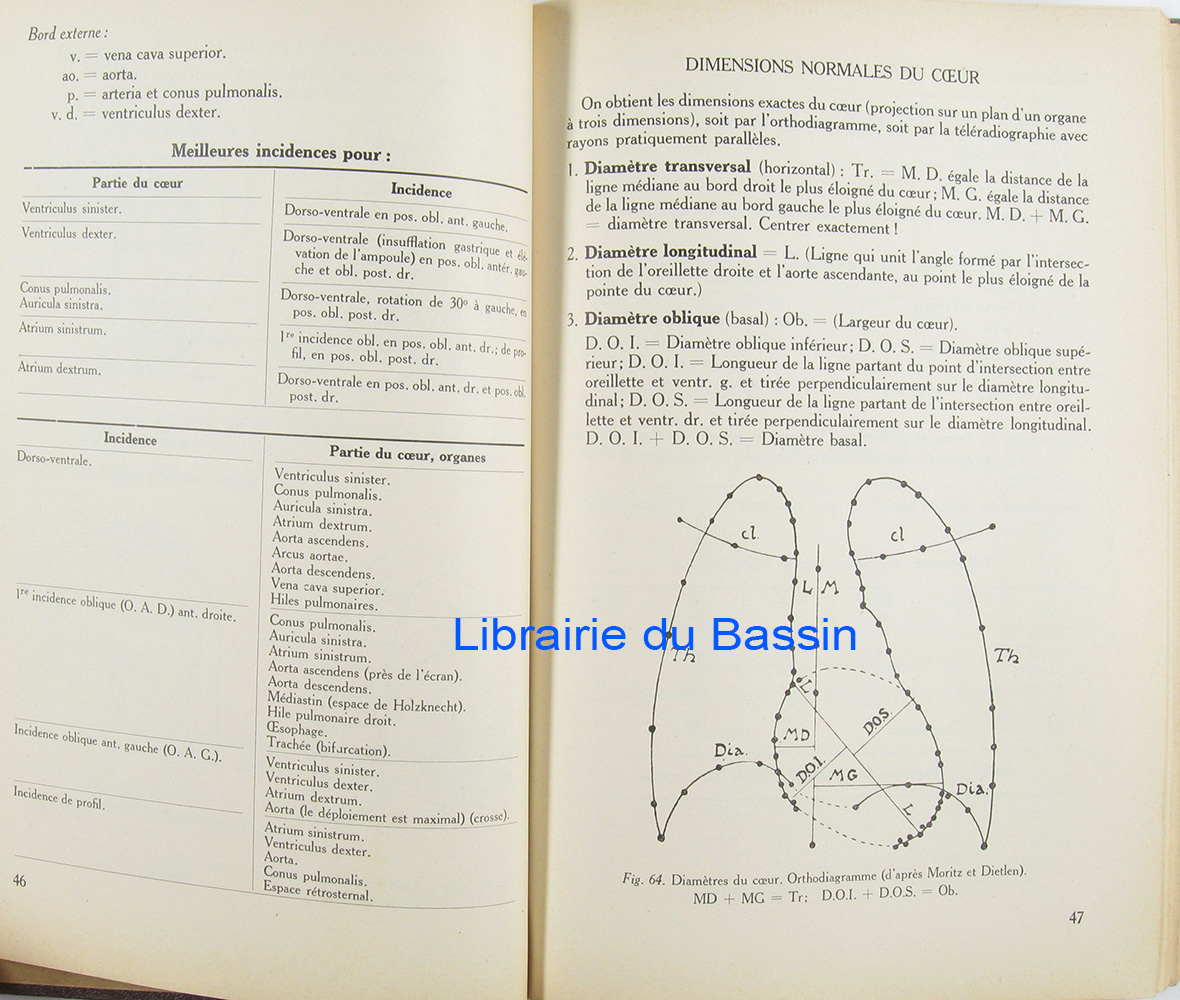 Bord externe :
v. = vena cava superior.
ao. = aorta.
p. = arteria et conus pulmonalis.
v. d. = ventriculus dexter.
Meilleures incidences pour :
Partie du cœur
Incidence
Ventriculus sinister.
Dorso-ventrale en pos. obl. ant. gauche.
Ventriculus dexter.
Dorso-ventrale (insufflation gastrique et élé-
vation de l'ampoule) en pos. obl. antér. gau-
che et obl. post. dr.
Conus pulmonalis.
Auricula sinistra.
Dorso-ventrale, rotation de 30º à gauche, en
pos. obl. post. dr.
Atrium sinistrum.
1re incidence obl. en pos. obl. ant. dr.; de pro-
fil, en pos. obl. post. dr.
Atrium dextrum.
Dorso-ventrale en pos. obl. ant. dr. et pos. obl.
post. dr.
Incidence
Partie du cœur, organes
Dorso-ventrale.
Ventriculus sinister.
Conus pulmonalis.
Auricula sinistra.
Atrium dextrum.
Aorta ascendens.
Arcus aortae.
Aorta descendens.
Vena cava superior.
Hiles pulmonaires.
1re incidence oblique (O. A. D.) ant. droite.
Conus pulmonalis.
Auricula sinistra.
Atrium sinistrum.
Aorta ascendens (près de l'écran).
Aorta descendens.
Médiastin (espace de Holzknecht).
Hile pulmonaire droit.
Œsophage.
Trachée (bifurcation).
Incidence oblique ant. gauche (O. A. G.).
Ventriculus sinister.
Ventriculus dexter.
Atrium dextrum.
Aorta (le déploiement est maximal) (crosse).
Incidence de profil.
Atrium sinistrum.
Ventriculus dexter.
Aorta.
Conus pulmonalis.
Espace rétrosternal.
46
DIMENSIONS NORMALES DU CŒUR
On obtient les dimensions exactes du cœur (projection sur un plan d'un organe
à trois dimensions), soit par l'orthodiagramme, soit par la téléradiographie avec
rayons pratiquement parallèles.
1. Diamètre transversal (horizontal) : Tr. = M. D. égale la distance de la
ligne médiane au bord droit le plus éloigné du cœur; M. G. égale la distance
de la ligne médiane au bord gauche le plus éloigné du cœur. M. D. + M. G.
= diamètre transversal. Centrer exactement !
2. Diamètre longitudinal = L. (Ligne qui unit l'angle formé par l'intersec-
tion de l'oreillette droite et l'aorte ascendante, au point le plus éloigné de la
pointe du cœur.)
3. Diamètre oblique (basal) : Ob. = (Largeur du cœur).
D. O. I. = Diamètre oblique inférieur; D. O. S. = Diamètre oblique supé-
rieur; D. O. I. = Longueur de la ligne partant du point d'intersection entre
oreillette et ventr. g. et tirée perpendiculairement sur le diamètre longitu-
dinal; D. O. S. = Longueur de la ligne partant de l'intersection entre oreil-
lette et ventr. dr. et tirée perpendiculairement sur le diamètre longitudinal.
D. O. I. + D. O. S. = Diamètre basal.
cl.
cl
L M
Th
Th
L
D.O.S.
MD
Dia.
D.O.I.
MG
Dia.
L
Fig. 64. Diamètres du cœur. Orthodiagramme (d'après Moritz et Dietlen).
MD + MG = Tr; D.O.I. + D.O.S. = Ob.
47
Librairie du Bassin